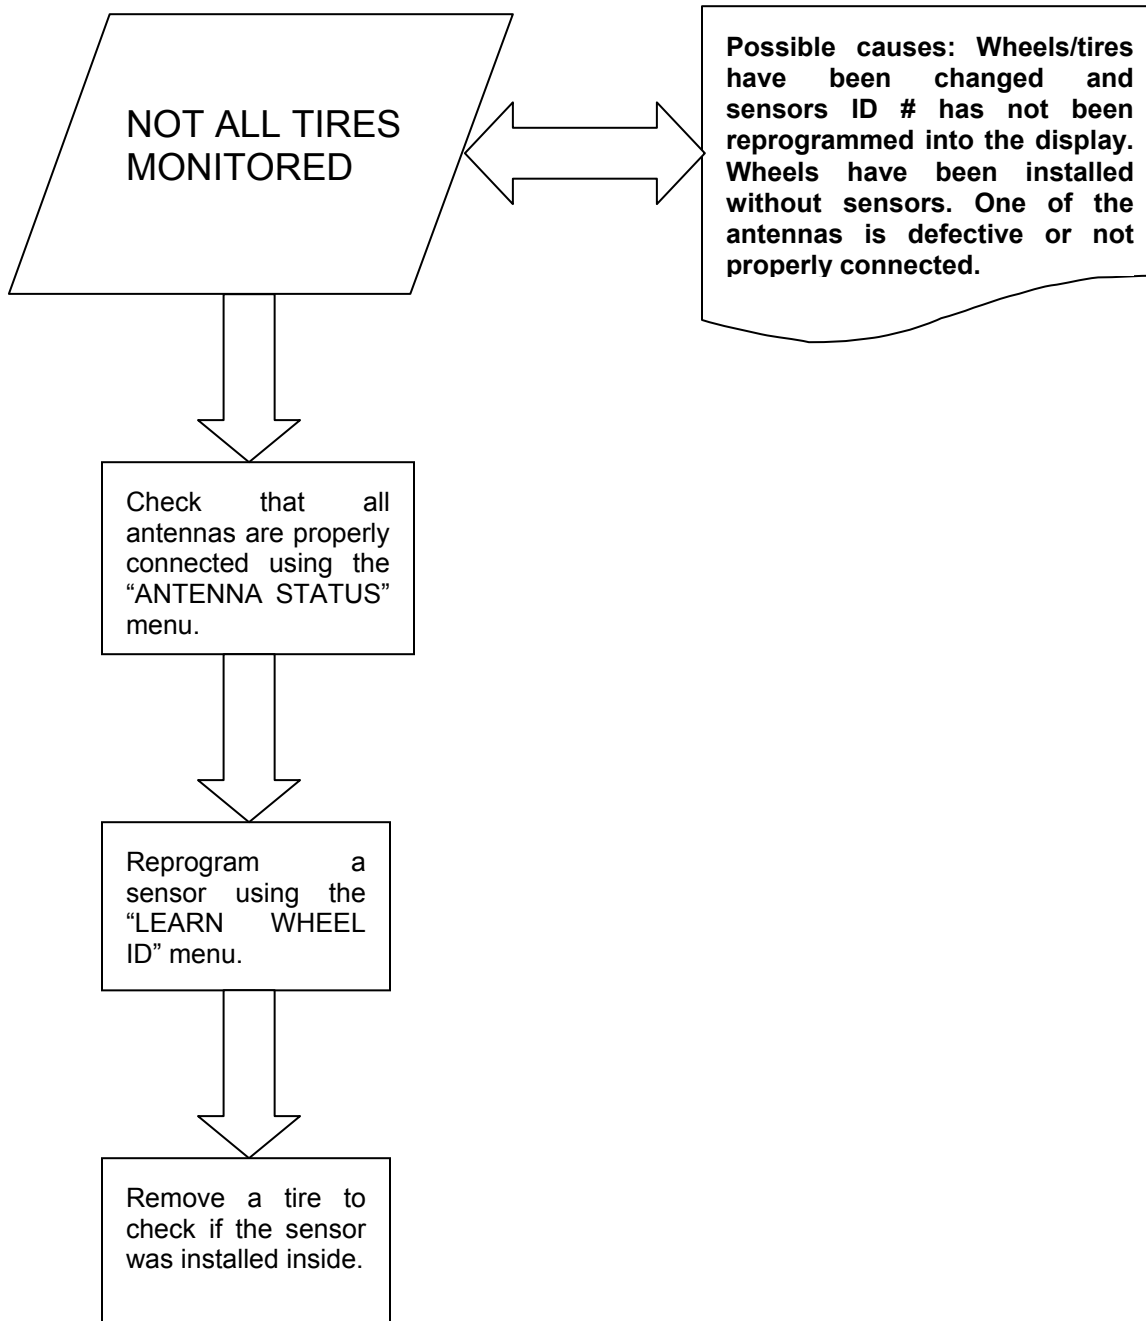 NOT ALL TIRES
MONITORED
Possible causes: Wheels/tires
have been changed and
sensors ID # has not been
reprogrammed into the display.
Wheels have been installed
without sensors. One of the
antennas is defective or not
properly connected.
Check that all
antennas are properly
connected using the
“ANTENNA STATUS”
menu.
Reprogram a
sensor using the
“LEARN WHEEL
ID” menu.
Remove a tire to
check if the sensor
was installed inside.